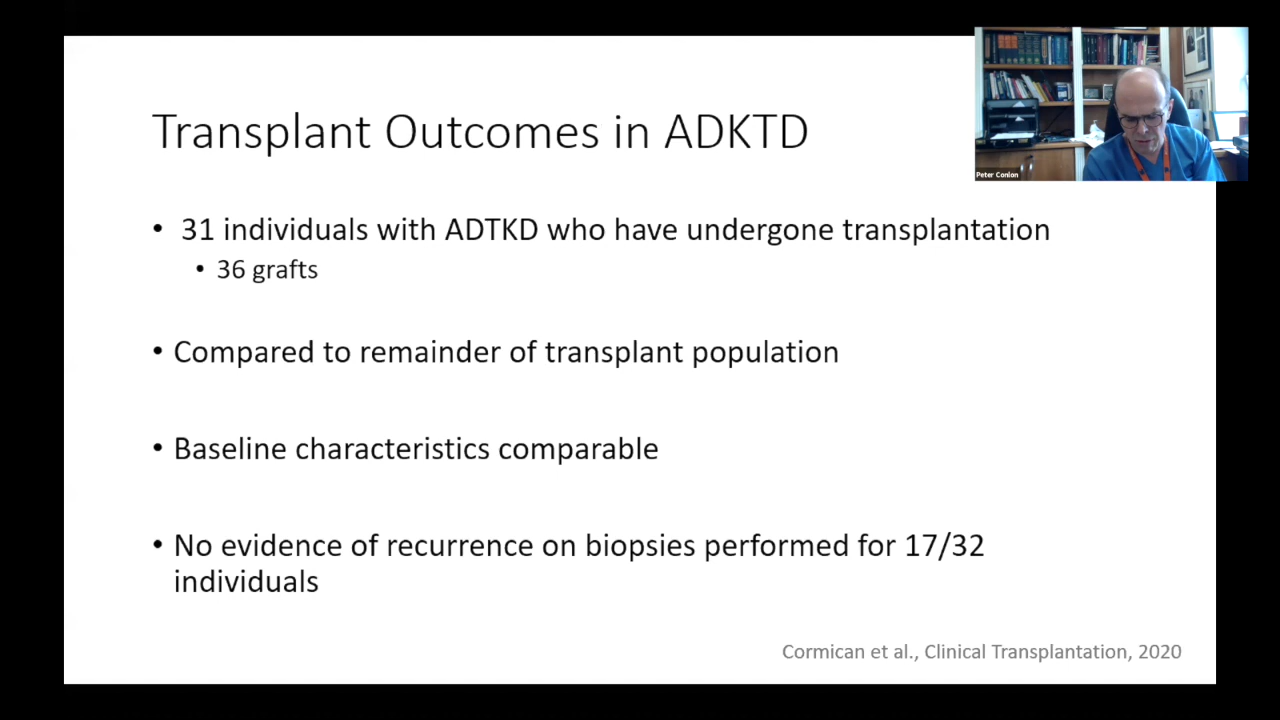 Transplant Outcomes in ADKTD
Peter Conlon
• 31 individuals with ADTKD who have undergone transplantation
• 36 grafts
• Compared to remainder of transplant population
• Baseline characteristics comparable
• No evidence of recurrence on biopsies performed for 17/32
individuals
Cormican et al., Clinical Transplantation, 2020